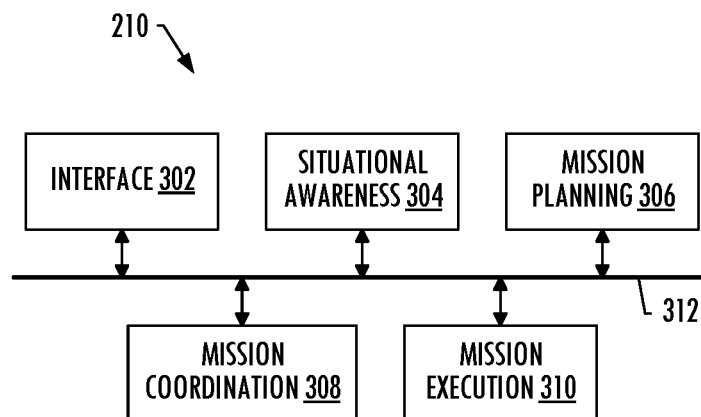 210
INTERFACE 302
SITUATIONAL
AWARENESS 304
MISSION
PLANNING 306
312
MISSION
COORDINATION 308
MISSION
EXECUTION 310